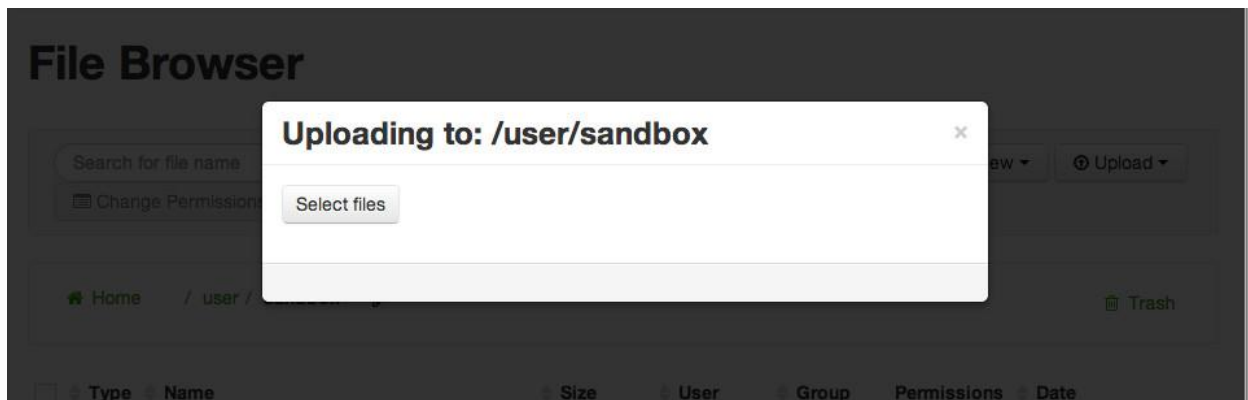 File Browser
Uploading to: /user/sandbox ×
Search for file name
ew Upload
Change Permissions
Select files
Home / user /
Trash
Type Name Size User Group Permissions Date